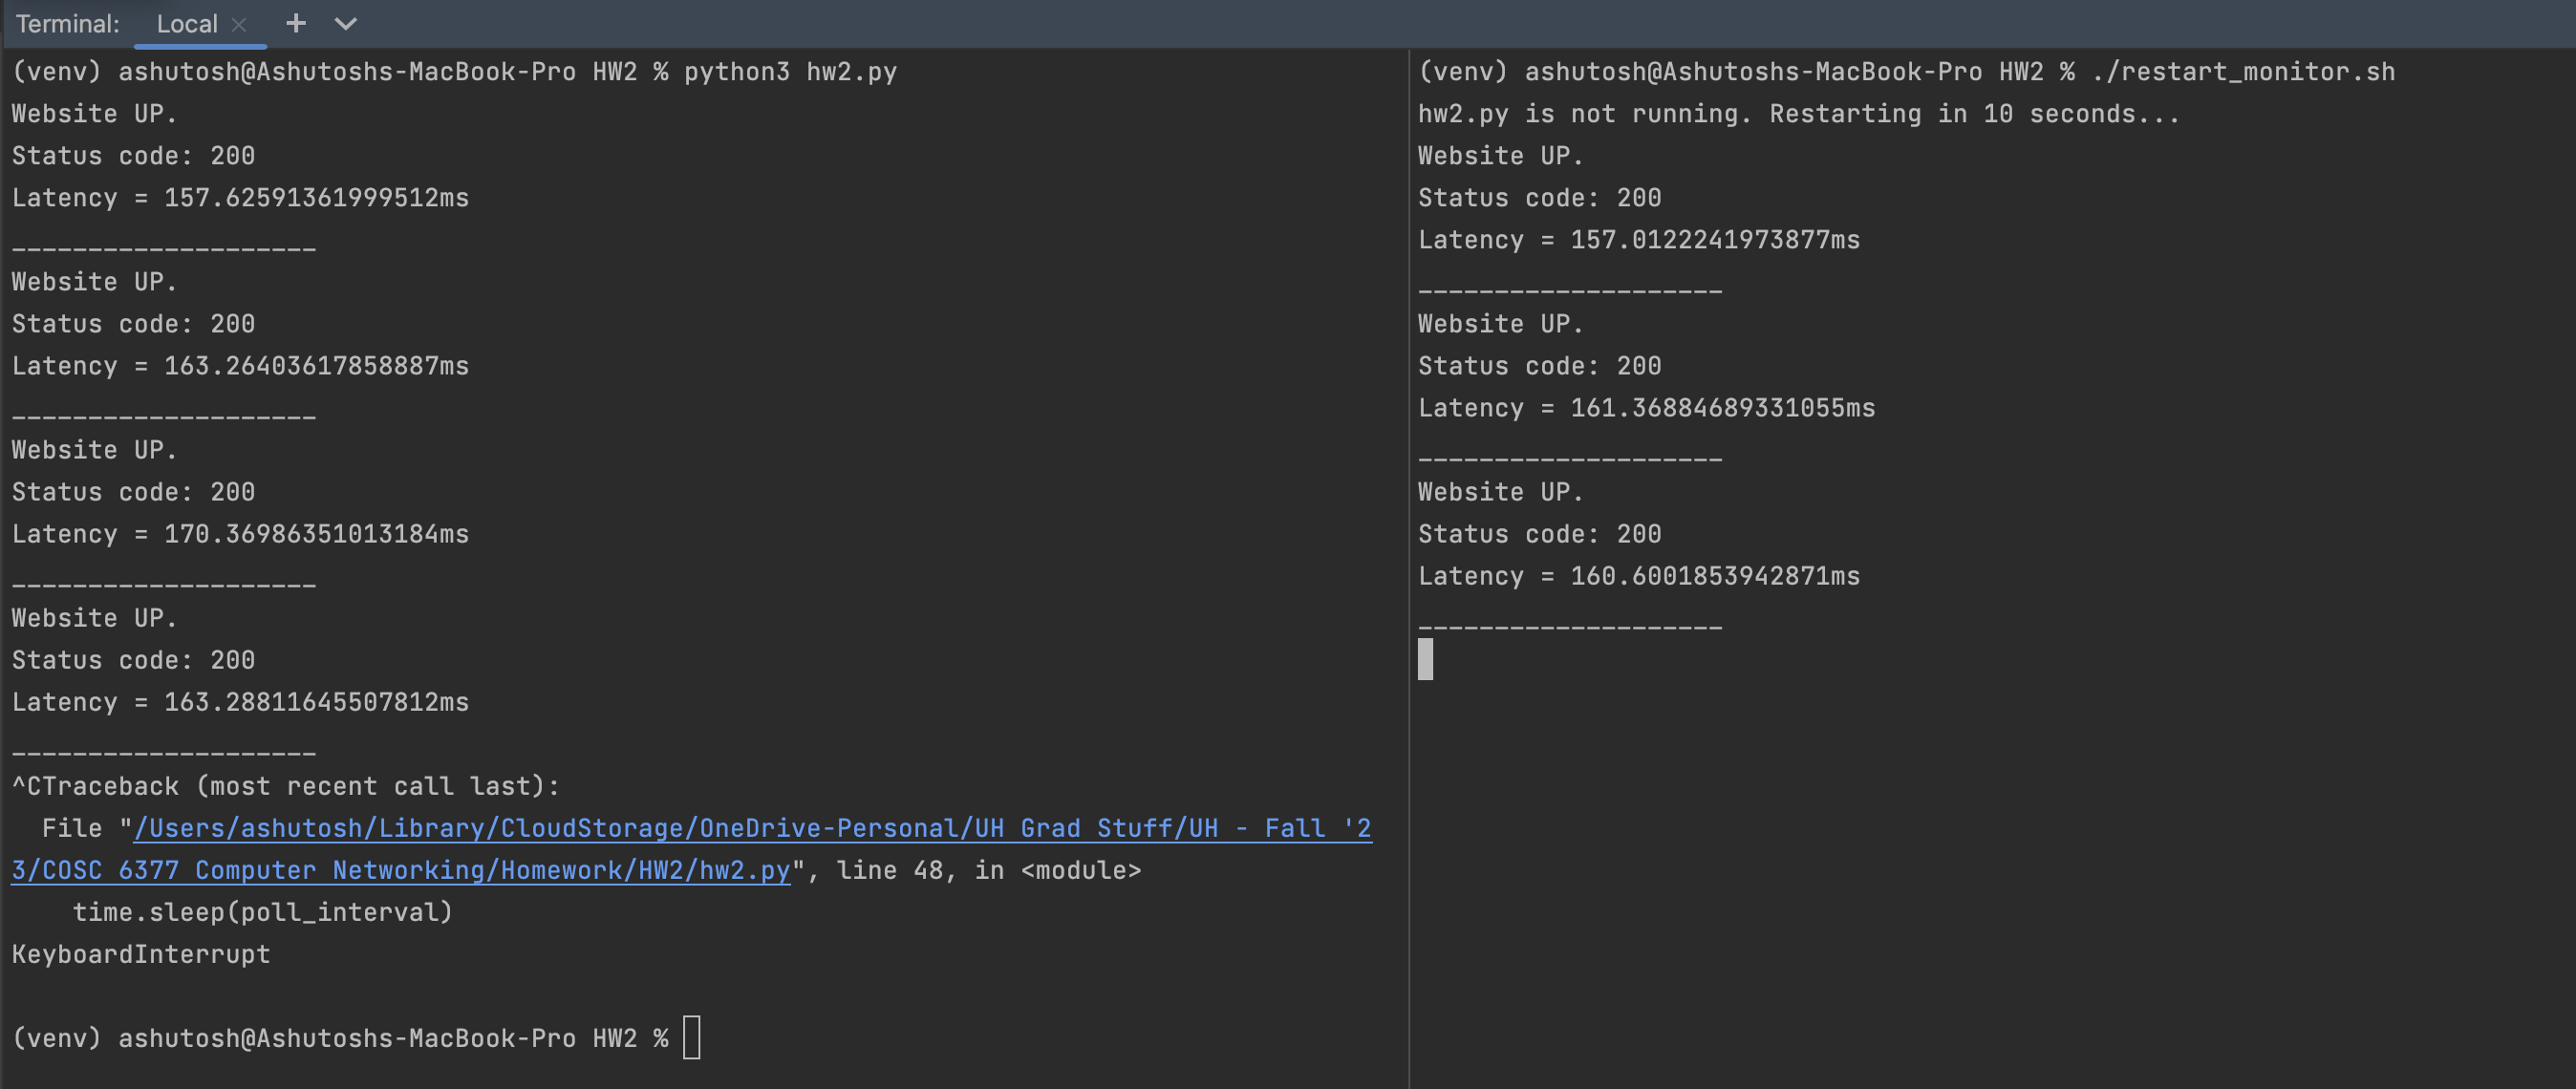 Terminal: Local × + 
(venv) ashutosh@Ashutoshs-MacBook-Pro HW2 % python3 hw2.py
Website UP.
Status code: 200
Latency = 157.62591361999512ms
--------------------
Website UP.
Status code: 200
Latency = 163.26403617858887ms
--------------------
Website UP.
Status code: 200
Latency = 170.36986351013184ms
--------------------
Website UP.
Status code: 200
Latency = 163.28811645507812ms
--------------------
^CTraceback (most recent call last):
  File "/Users/ashutosh/Library/CloudStorage/OneDrive-Personal/UH Grad Stuff/UH - Fall '2
3/COSC 6377 Computer Networking/Homework/HW2/hw2.py", line 48, in <module>
    time.sleep(poll_interval)
KeyboardInterrupt
(venv) ashutosh@Ashutoshs-MacBook-Pro HW2 %
(venv) ashutosh@Ashutoshs-MacBook-Pro HW2 % ./restart_monitor.sh
hw2.py is not running. Restarting in 10 seconds...
Website UP.
Status code: 200
Latency = 157.0122241973877ms
--------------------
Website UP.
Status code: 200
Latency = 161.36884689331055ms
--------------------
Website UP.
Status code: 200
Latency = 160.6001853942871ms
--------------------